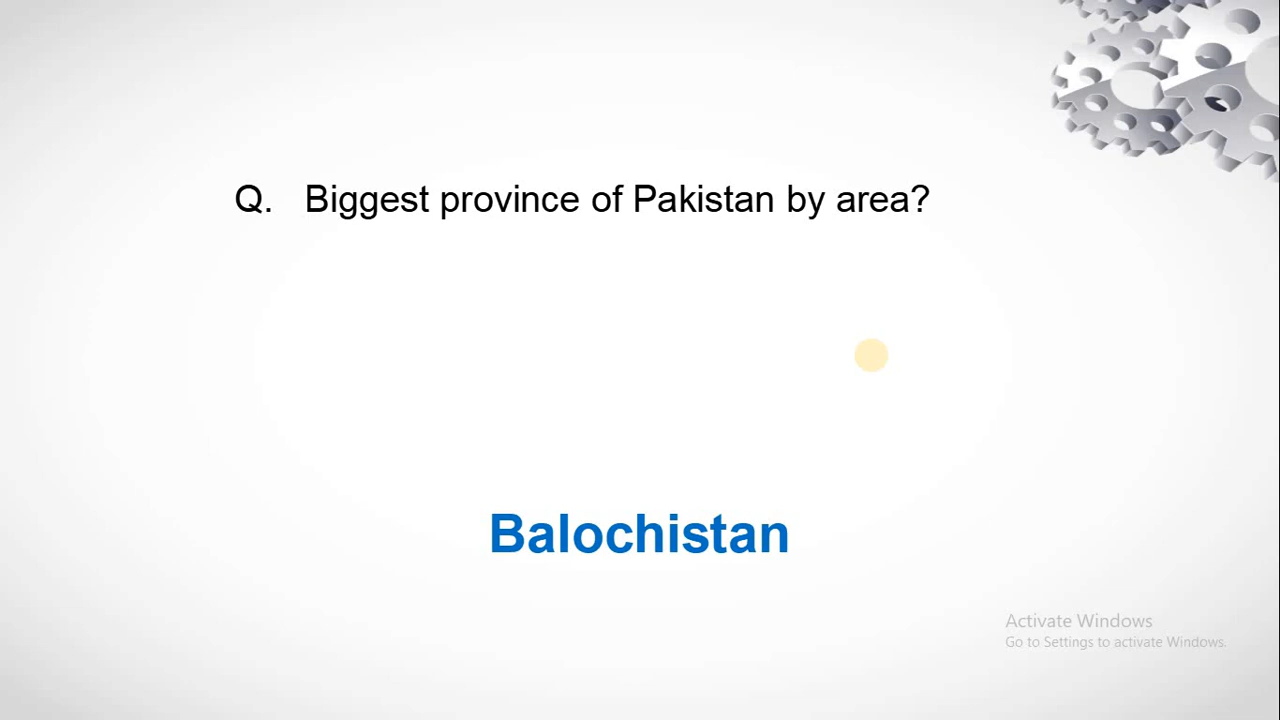 Q. Biggest province of Pakistan by area?
Balochistan
Activate Windows
Go to Settings to activate Windows.